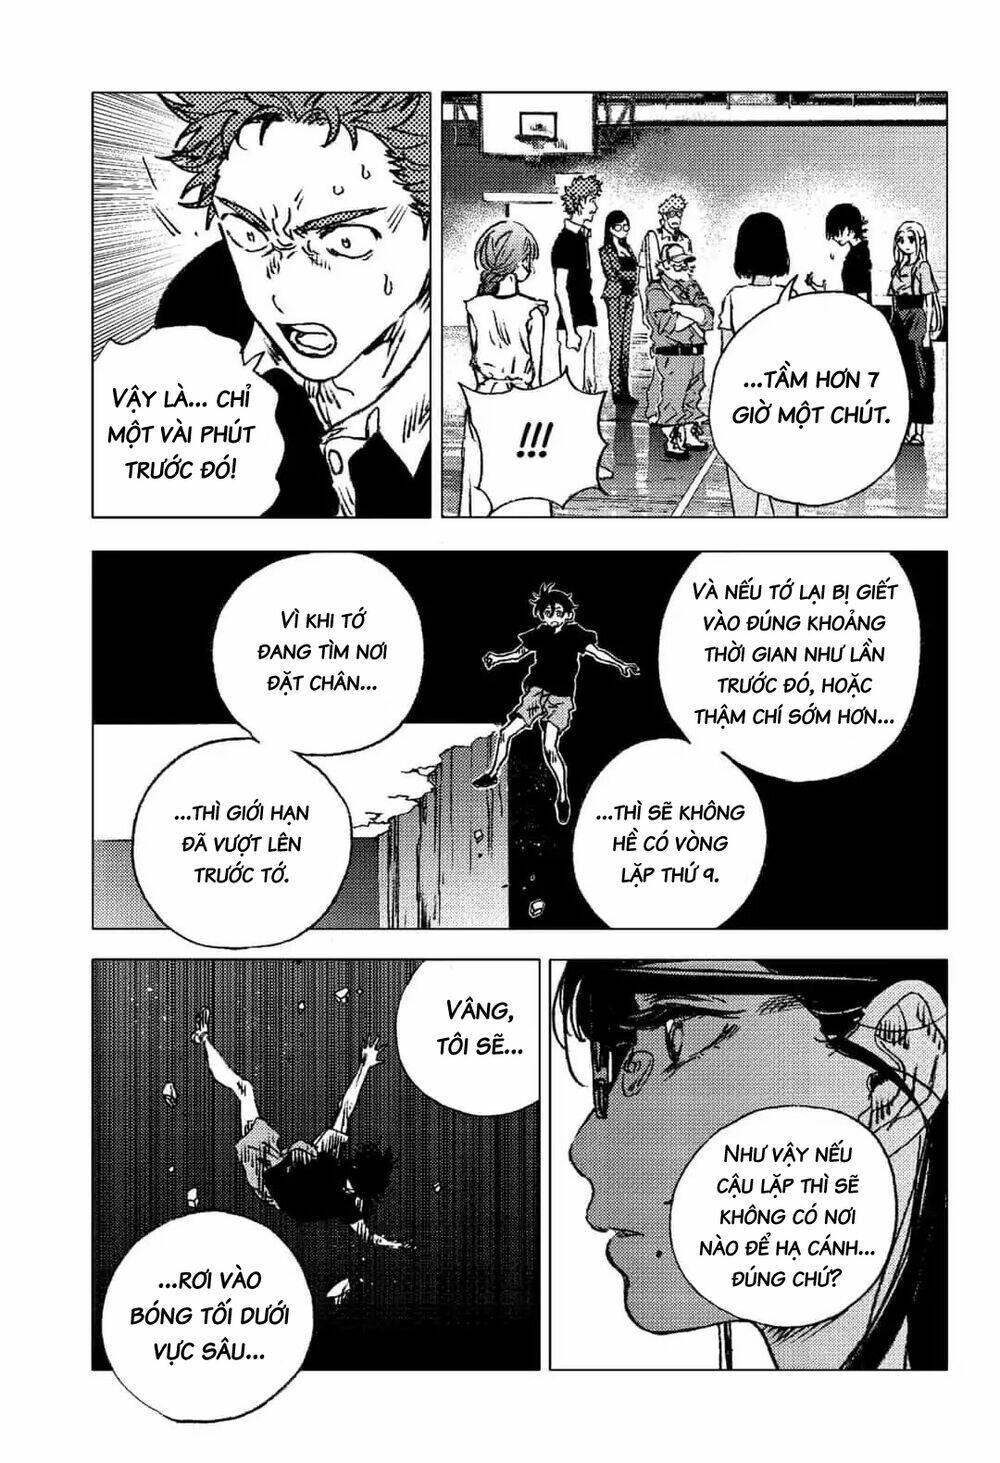 ...TẦM HƠN 7
GIỜ MỘT CHÚT.
!!!
VẬY LÀ... CHỈ
MỘT VÀI PHÚT
TRƯỚC ĐÓ!
VÀ NẾU TỚ LẠI BỊ GIẾT
VÀO ĐÚNG KHOẢNG
THỜI GIAN NHƯ LẦN
TRƯỚC ĐÓ, HOẶC
THẬM CHÍ SỚM HƠN...
...THÌ SẼ KHÔNG
HỀ CÓ VÒNG
LẶP THỨ 9.
VÌ KHI TỚ
ĐANG TÌM NƠI
ĐẶT CHÂN...
...THÌ GIỚI HẠN
ĐÃ VƯỢT LÊN
TRƯỚC TỚ.
NHƯ VẬY NẾU
CẬU LẶP THÌ SẼ
KHÔNG CÓ NƠI
NÀO ĐỂ HẠ CÁNH...
ĐÚNG CHỨ?
VÂNG,
TÔI SẼ...
...RƠI VÀO
BÓNG TỐI DƯỚI
VỰC SÂU...